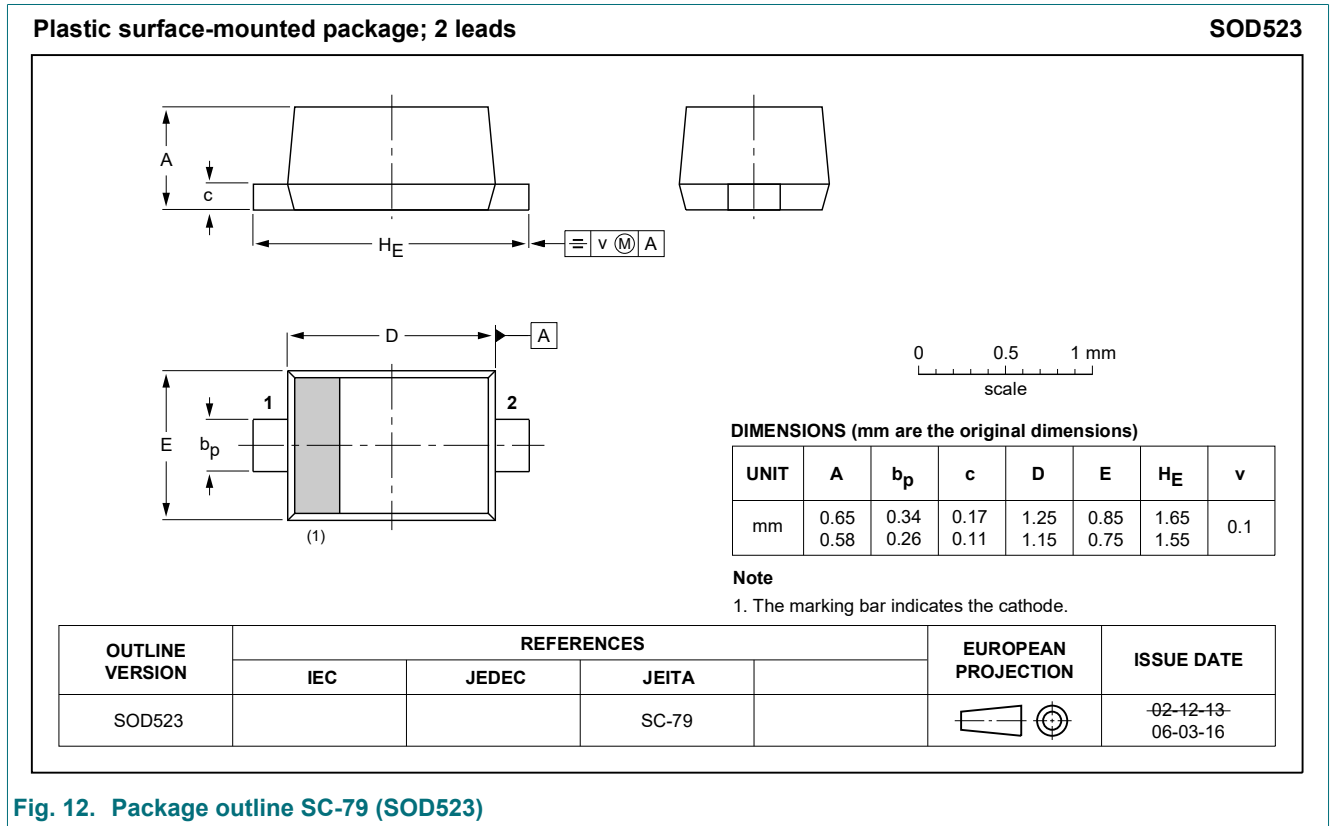 Plastic surface-mounted package; 2 leads SOD523
A
c
HE
v M A
D
A
1
2
E
bp
(1)
0 0.5 1 mm
scale
DIMENSIONS (mm are the original dimensions)
UNIT A bp c D E HE v
mm 0.65 0.34 0.17 1.25 0.85 1.65 0.1
0.58 0.26 0.11 1.15 0.75 1.55
Note
1. The marking bar indicates the cathode.
OUTLINE VERSION REFERENCES EUROPEAN PROJECTION ISSUE DATE
IEC JEDEC JEITA
SOD523 SC-79 02-12-13
06-03-16
Fig. 12. Package outline SC-79 (SOD523)